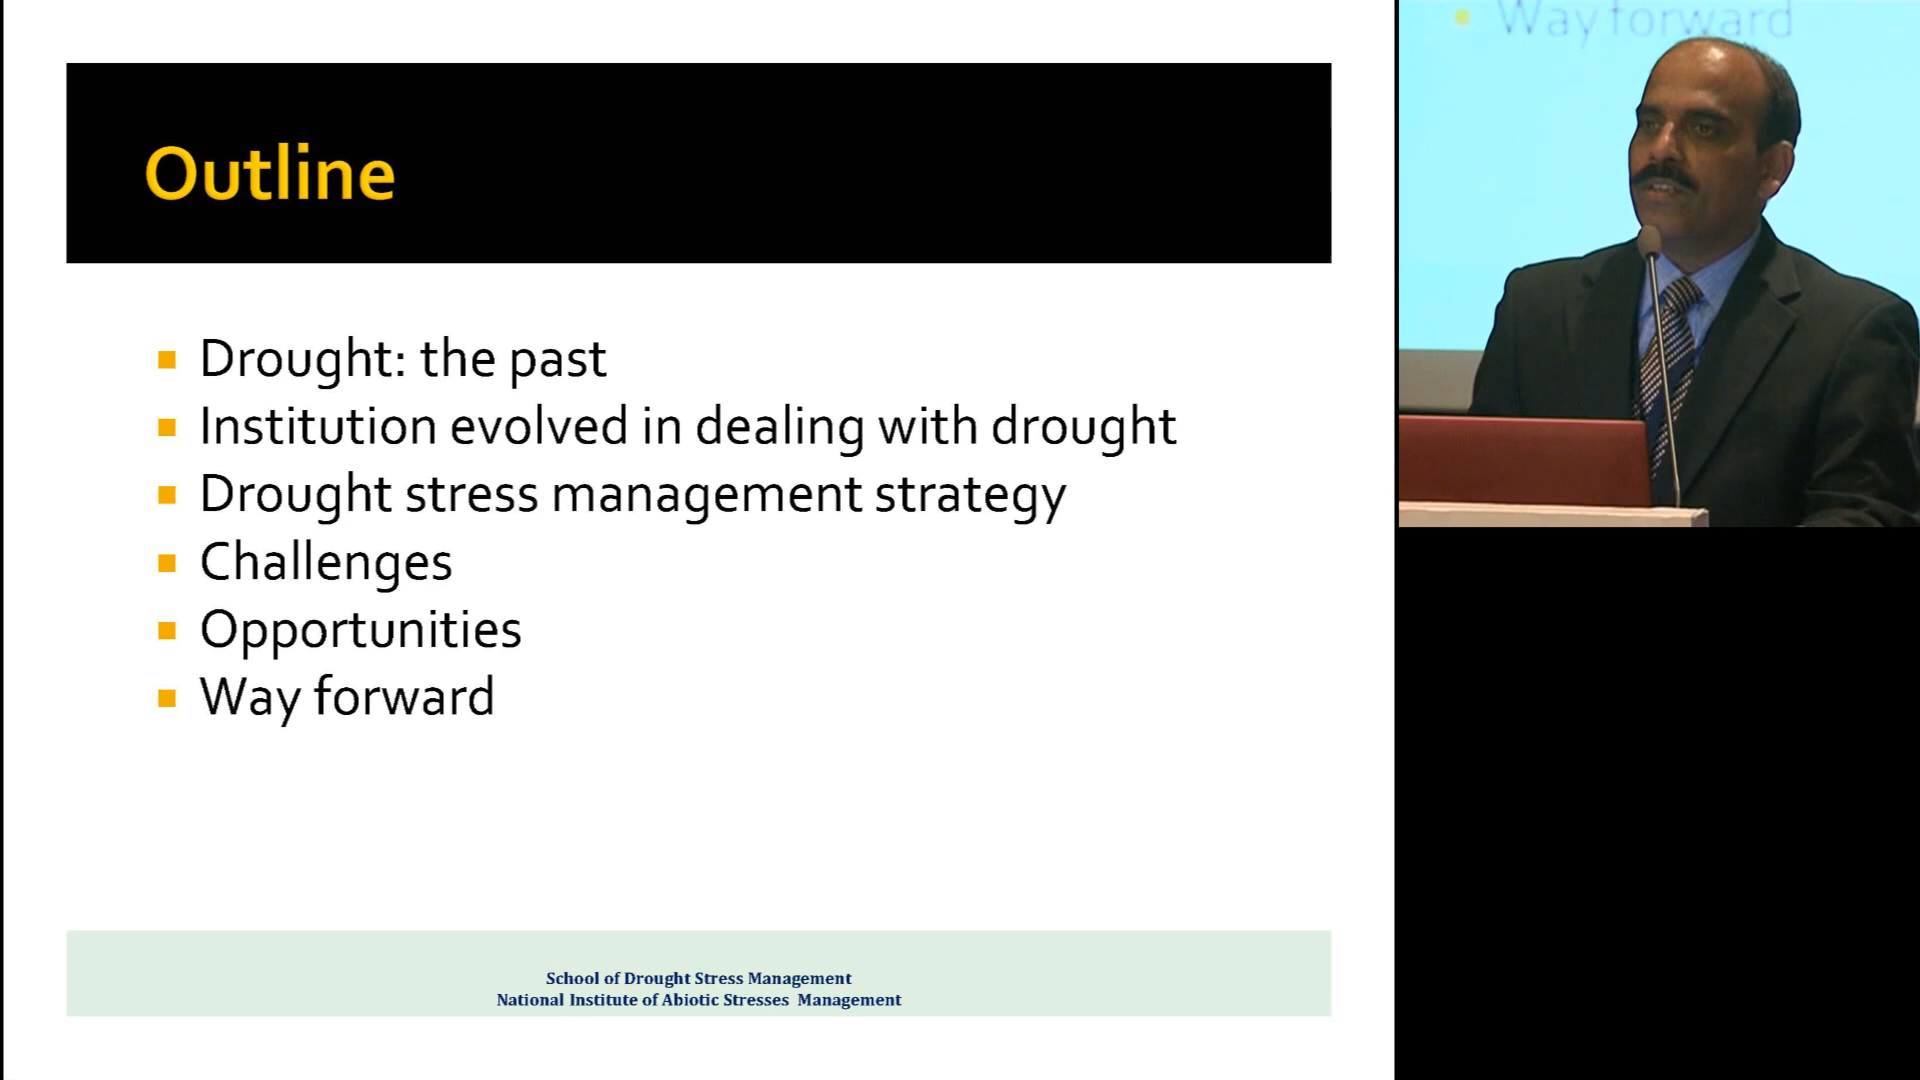 Outline
Drought: the past
Institution evolved in dealing with drought
Drought stress management strategy
Challenges
Opportunities
Way forward
School of Drought Stress Management
National Institute of Abiotic Stresses Management
Way forward